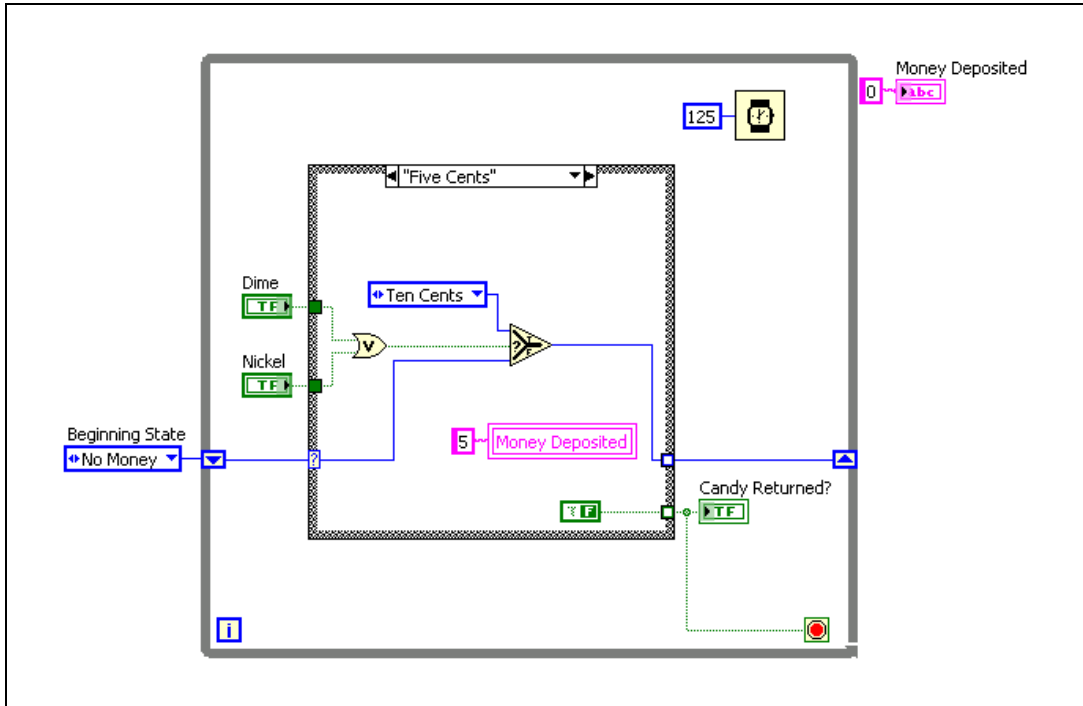 Money Deposited
0
abc
125
"Five Cents"
Dime
TF
Ten Cents
?
V
T
F
Nickel
TF
Beginning State
No Money
?
5
Money Deposited
Candy Returned?
F
TF
i